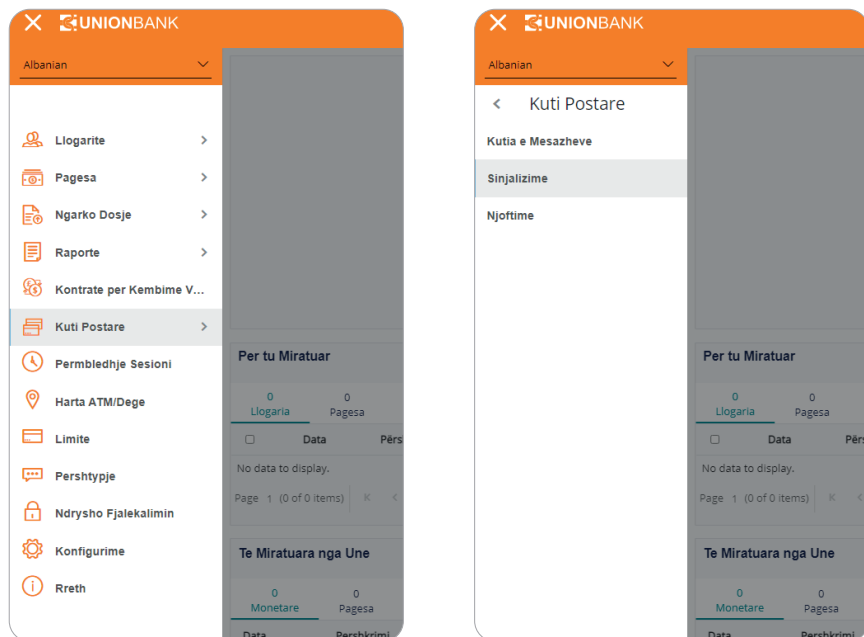 UNIONBANK
Albanian
Llogarite
Pagesa
Ngarko Dosje
Raporte
Kontrate per Kembime V...
Kuti Postare
Permbledhje Sesioni
Harta ATM/Dege
Limite
Pershtypje
Ndrysho Fjalekalimin
Konfigurime
Rreth
Per tu Miratuar
0 0
Llogaria Pagesa
Data Përs
No data to display.
Page 1 (0 of 0 items)
Te Miratuara nga Une
0 0
Monetare Pagesa
Data Pershkrimi
UNIONBANK
Albanian
Kuti Postare
Kutia e Mesazheve
Sinjalizime
Njoftime
Per tu Miratuar
0 0
Llogaria Pagesa
Data Përs
No data to display.
Page 1 (0 of 0 items)
Te Miratuara nga Une
0 0
Monetare Pagesa
Data Pershkrimi